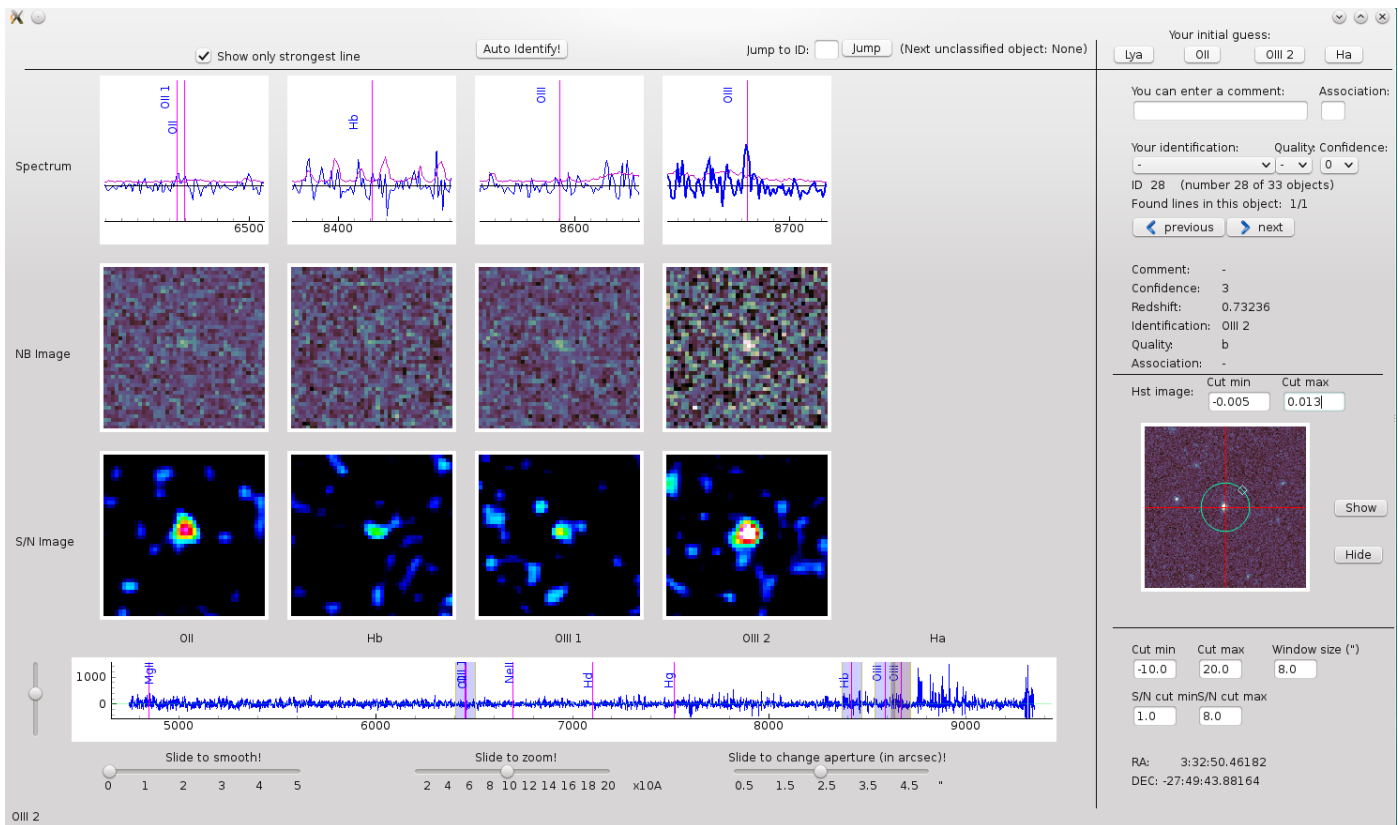 Show only strongest line
Auto Identify!
Jump to ID:
Jump
(Next unclassified object: None)
Your initial guess:
Lya
OII
OIII 2
Ha
You can enter a comment:
Association:
Your identification:
Quality:
Confidence:
-
-
0
ID 28 (number 28 of 33 objects)
Found lines in this object: 1/1
previous
next
Comment: -
Confidence: 3
Redshift: 0.73236
Identification: OIII 2
Quality: b
Association: -
Hst image:
Cut min
Cut max
-0.005
0.013
Show
Hide
Spectrum
OII 1
OII
6500
Hb
8400
OIII
8600
OIII
8700
NB Image
S/N Image
OII
Hb
OIII 1
OIII 2
Ha
1000
0
MgII
NeII
Hd
Hg
Hb
OIII
OIII
5000 6000 7000 8000 9000
Slide to smooth!
0 1 2 3 4 5
Slide to zoom!
2 4 6 8 10 12 14 16 18 20 x10A
Slide to change aperture (in arcsec)!
0.5 1.5 2.5 3.5 4.5 "
Cut min
Cut max
Window size (")
-10.0
20.0
8.0
S/N cut min
S/N cut max
1.0
8.0
RA: 3:32:50.46182
DEC: -27:49:43.88164
OIII 2